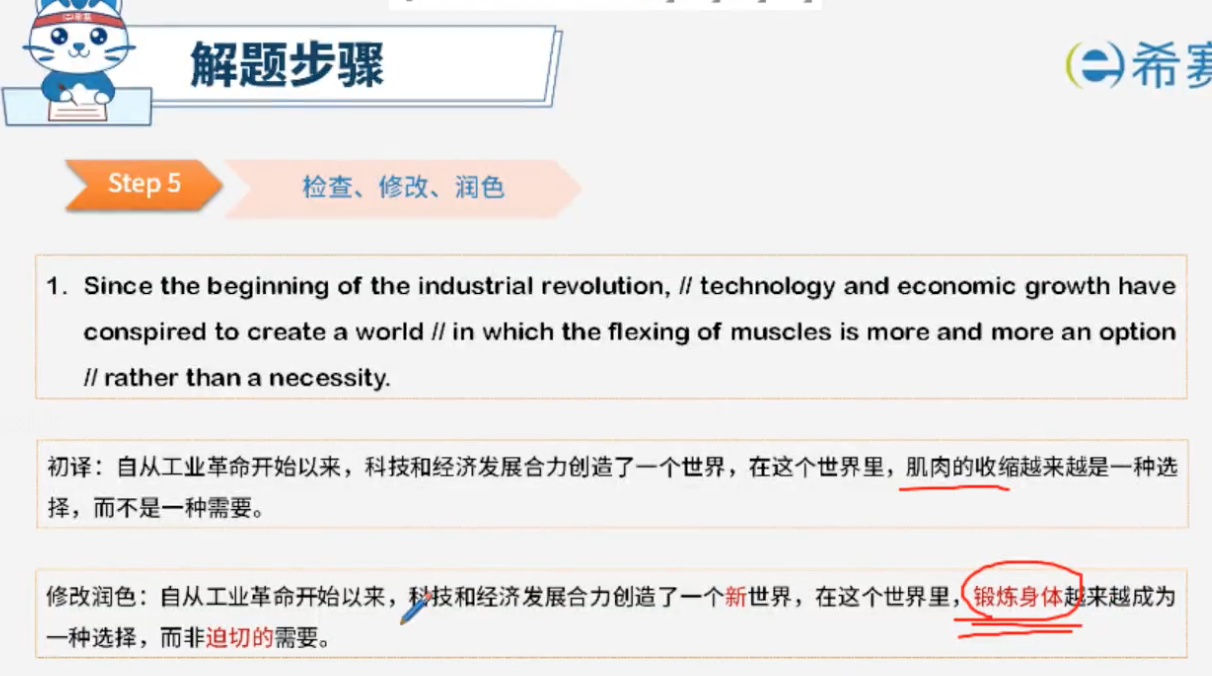 解题步骤
希赛
Step 5
检查、修改、润色
1. Since the beginning of the industrial revolution, // technology and economic growth have
conspired to create a world // in which the flexing of muscles is more and more an option
// rather than a necessity.
初译：自从工业革命开始以来，科技和经济发展合力创造了一个世界，在这个世界里，肌肉的收缩越来越是一种选
择，而不是一种需要。
修改润色：自从工业革命开始以来，科技和经济发展合力创造了一个新世界，在这个世界里，锻炼身体越来越成为
一种选择，而非迫切的需要。